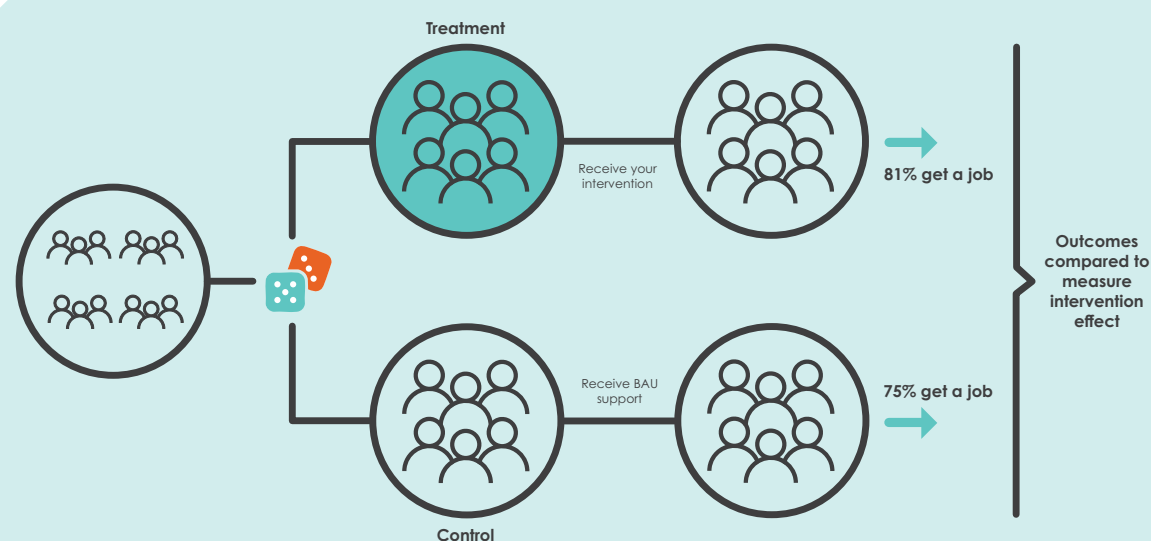 Treatment
Receive your
intervention
81% get a job
Outcomes
compared to
measure
intervention
effect
Receive BAU
support
75% get a job
Control